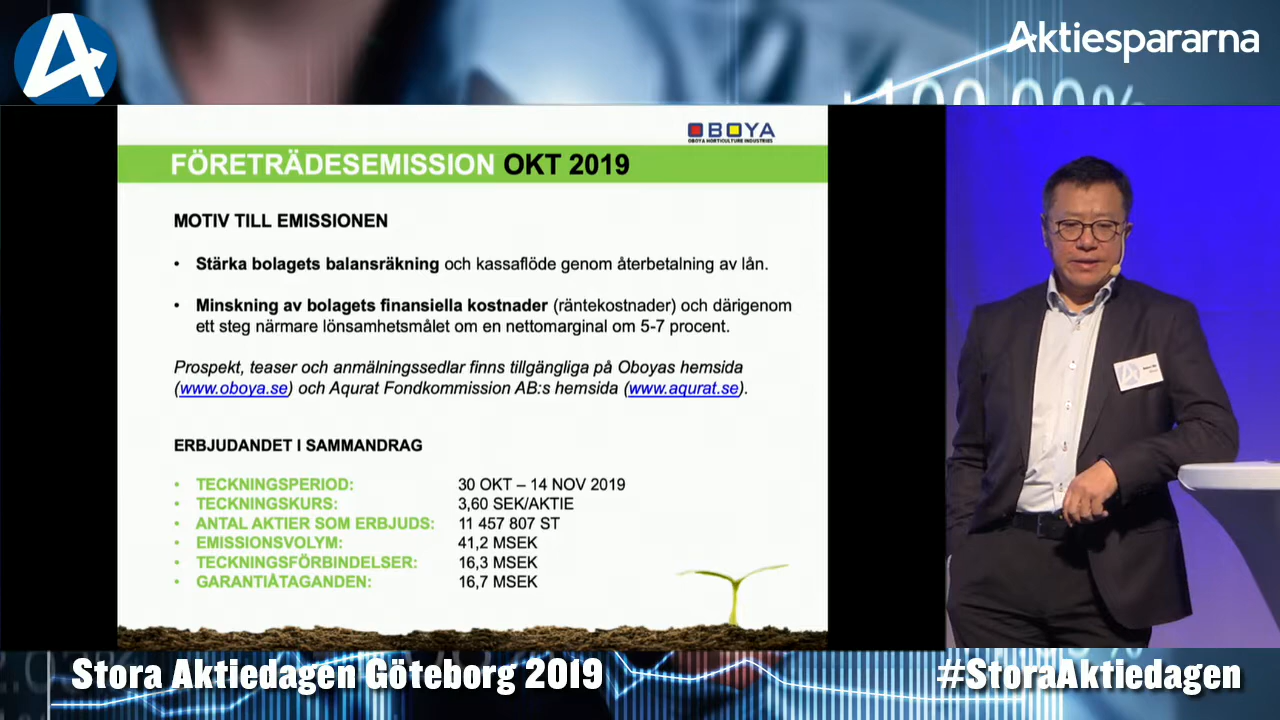 Aktiespararna
+100,00%
OBOYA
OBOYA HORTICULTURE INDUSTRIES
FÖRETRÄDESEMISSION OKT 2019
MOTIV TILL EMISSIONEN
• Stärka bolagets balansräkning och kassaflöde genom återbetalning av lån.
• Minskning av bolagets finansiella kostnader (räntekostnader) och därigenom
ett steg närmare lönsamhetsmålet om en nettomarginal om 5-7 procent.
Prospekt, teaser och anmälningssedlar finns tillgängliga på Oboyas hemsida
(www.oboya.se) och Aqurat Fondkommission AB:s hemsida (www.aqurat.se).
ERBJUDANDET I SAMMANDRAG
• TECKNINGSPERIOD: 30 OKT – 14 NOV 2019
• TECKNINGSKURS: 3,60 SEK/AKTIE
• ANTAL AKTIER SOM ERBJUDS: 11 457 807 ST
• EMISSIONSVOLYM: 41,2 MSEK
• TECKNINGSFÖRBINDELSER: 16,3 MSEK
• GARANTIÅTAGANDEN: 16,7 MSEK
Stora Aktiedagen Göteborg 2019
#StoraAktiedagen